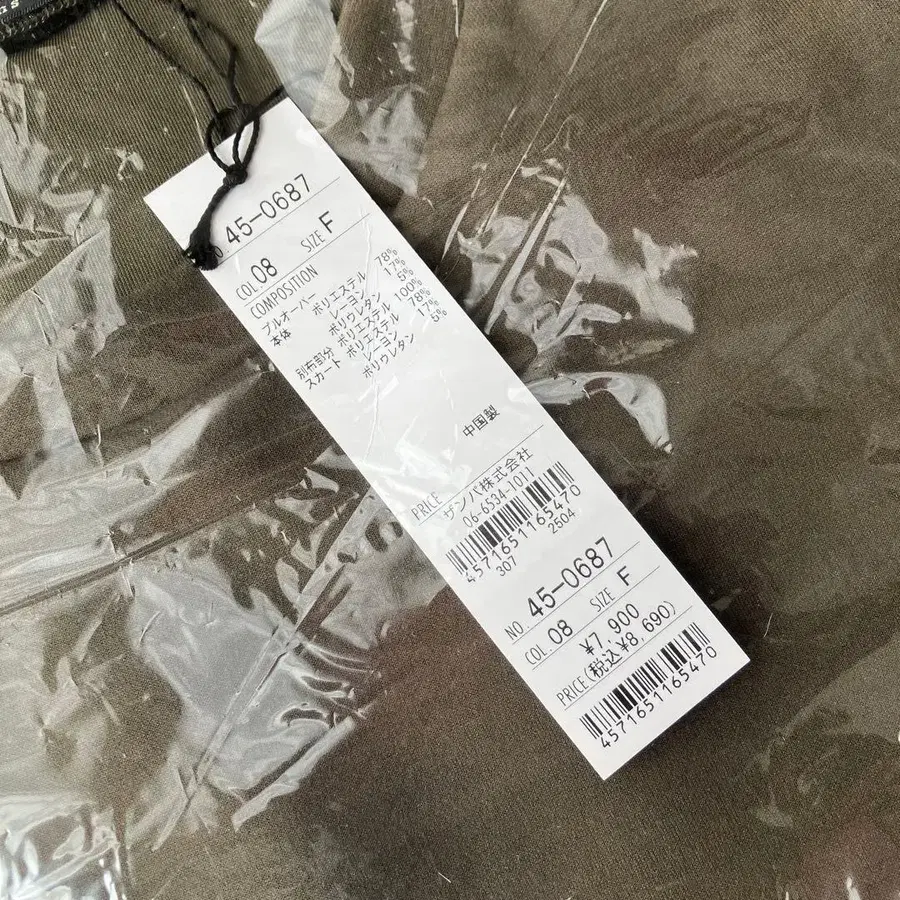 NO. 45-0687
COL 08 SIZE F
COMPOSITION
プルオーバー
本体 ポリエステル 78%
レーヨン 17%
ポリウレタン 5%
別布部分 ポリエステル 100%
スカート ポリエステル 78%
レーヨン 17%
ポリウレタン 5%
中国製
PRICE
ザンパ株式会社
06-6534-1011
4571651165470
307 2504
NO. 45-0687
COL. 08 SIZE F
¥7,900
PRICE(税込¥8,690)
4571651165470